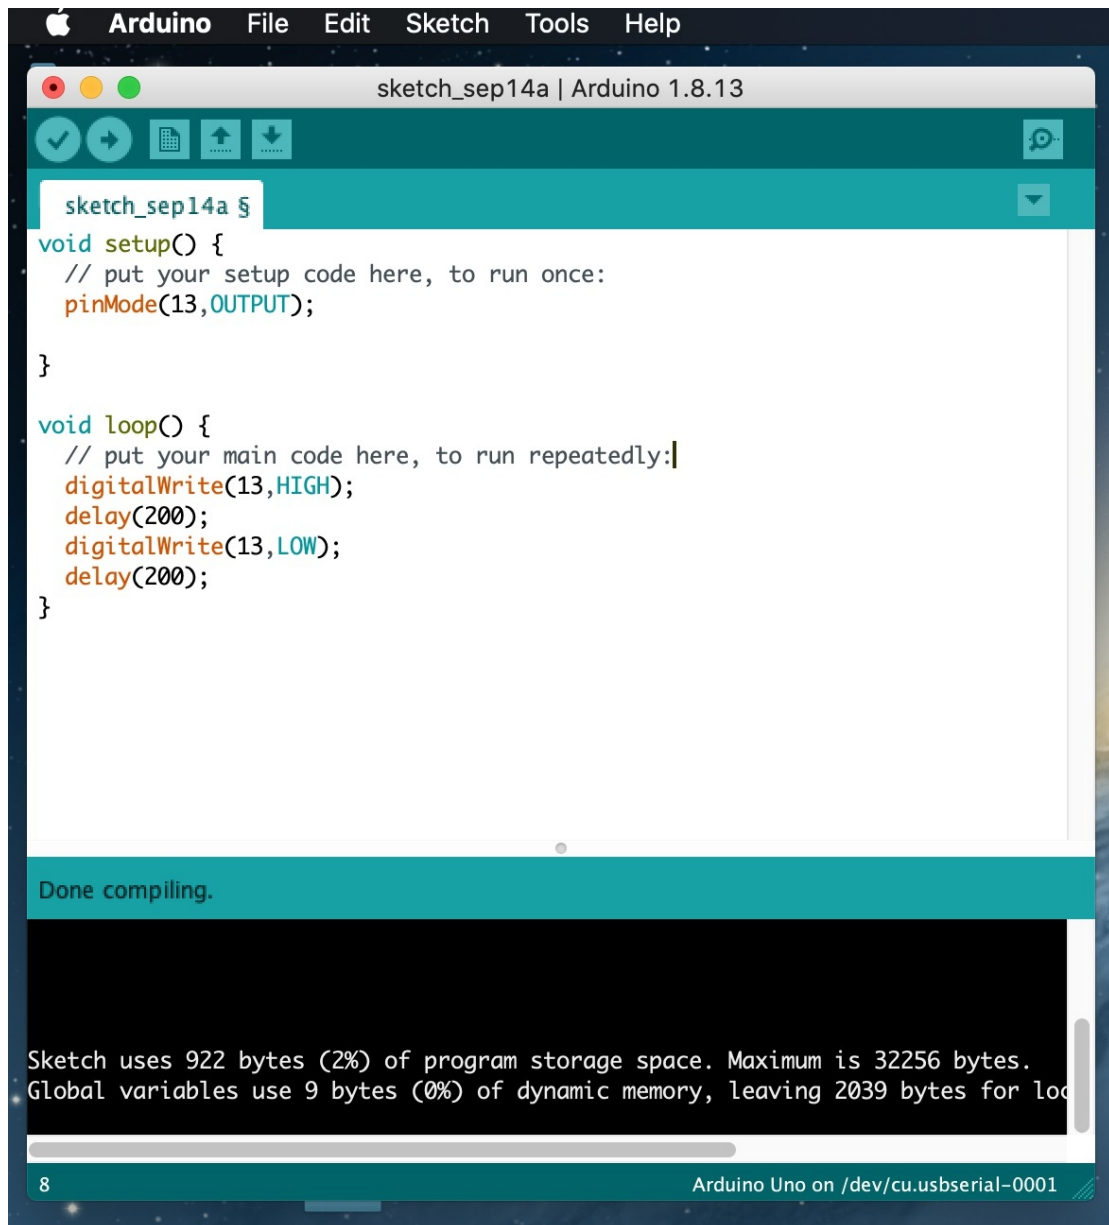 Arduino File Edit Sketch Tools Help
sketch_sep14a | Arduino 1.8.13
sketch_sep14a §
void setup() {
  // put your setup code here, to run once:
  pinMode(13,OUTPUT);
}
void loop() {
  // put your main code here, to run repeatedly:
  digitalWrite(13,HIGH);
  delay(200);
  digitalWrite(13,LOW);
  delay(200);
}
Done compiling.
Sketch uses 922 bytes (2%) of program storage space. Maximum is 32256 bytes.
Global variables use 9 bytes (0%) of dynamic memory, leaving 2039 bytes for
8 Arduino Uno on /dev/cu.usbserial-0001